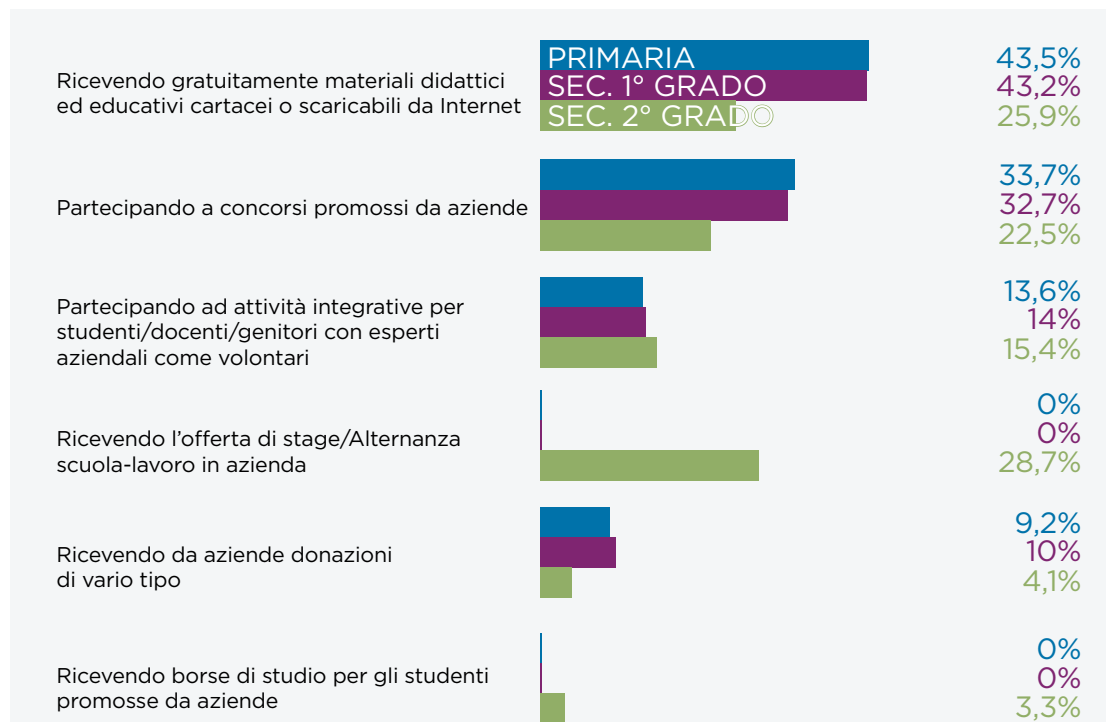 Ricevendo gratuitamente materiali didattici
ed educativi cartacei o scaricabili da Internet
PRIMARIA
SEC. 1° GRADO
SEC. 2° GRADO
43,5%
43,2%
25,9%
Partecipando a concorsi promossi da aziende
33,7%
32,7%
22,5%
Partecipando ad attività integrative per
studenti/docenti/genitori con esperti
aziendali come volontari
13,6%
14%
15,4%
Ricevendo l’offerta di stage/Alternanza
scuola-lavoro in azienda
0%
0%
28,7%
Ricevendo da aziende donazioni
di vario tipo
9,2%
10%
4,1%
Ricevendo borse di studio per gli studenti
promosse da aziende
0%
0%
3,3%